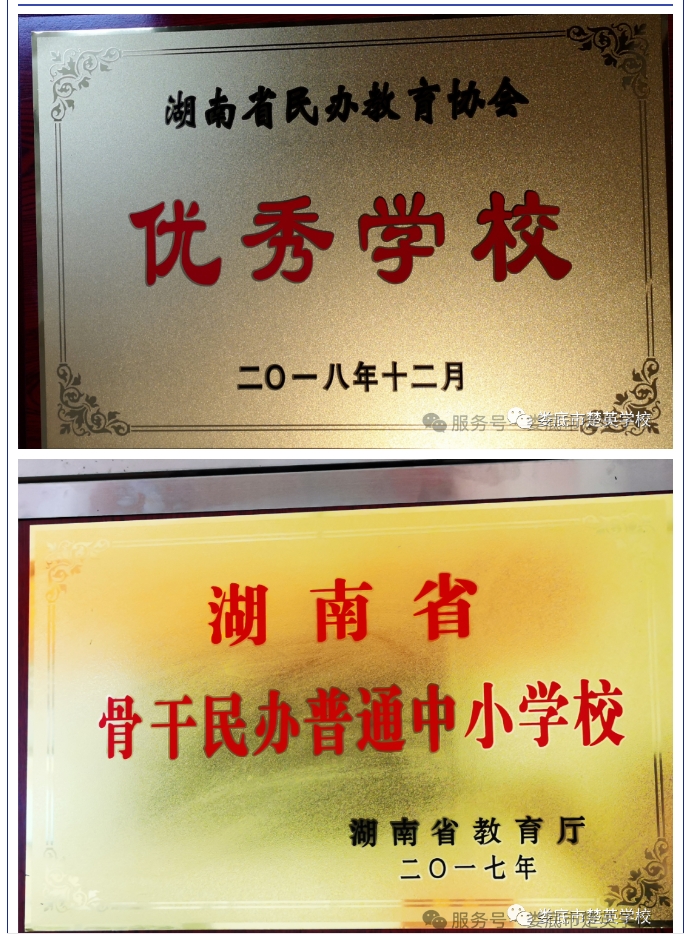 湖南省民办教育协会
优秀学校
二〇一八年十二月
服务号
娄底市楚英学校
湖南省
骨干民办普通中小学校
湖南省教育厅
二〇一七年
服务号
娄底市楚英学校